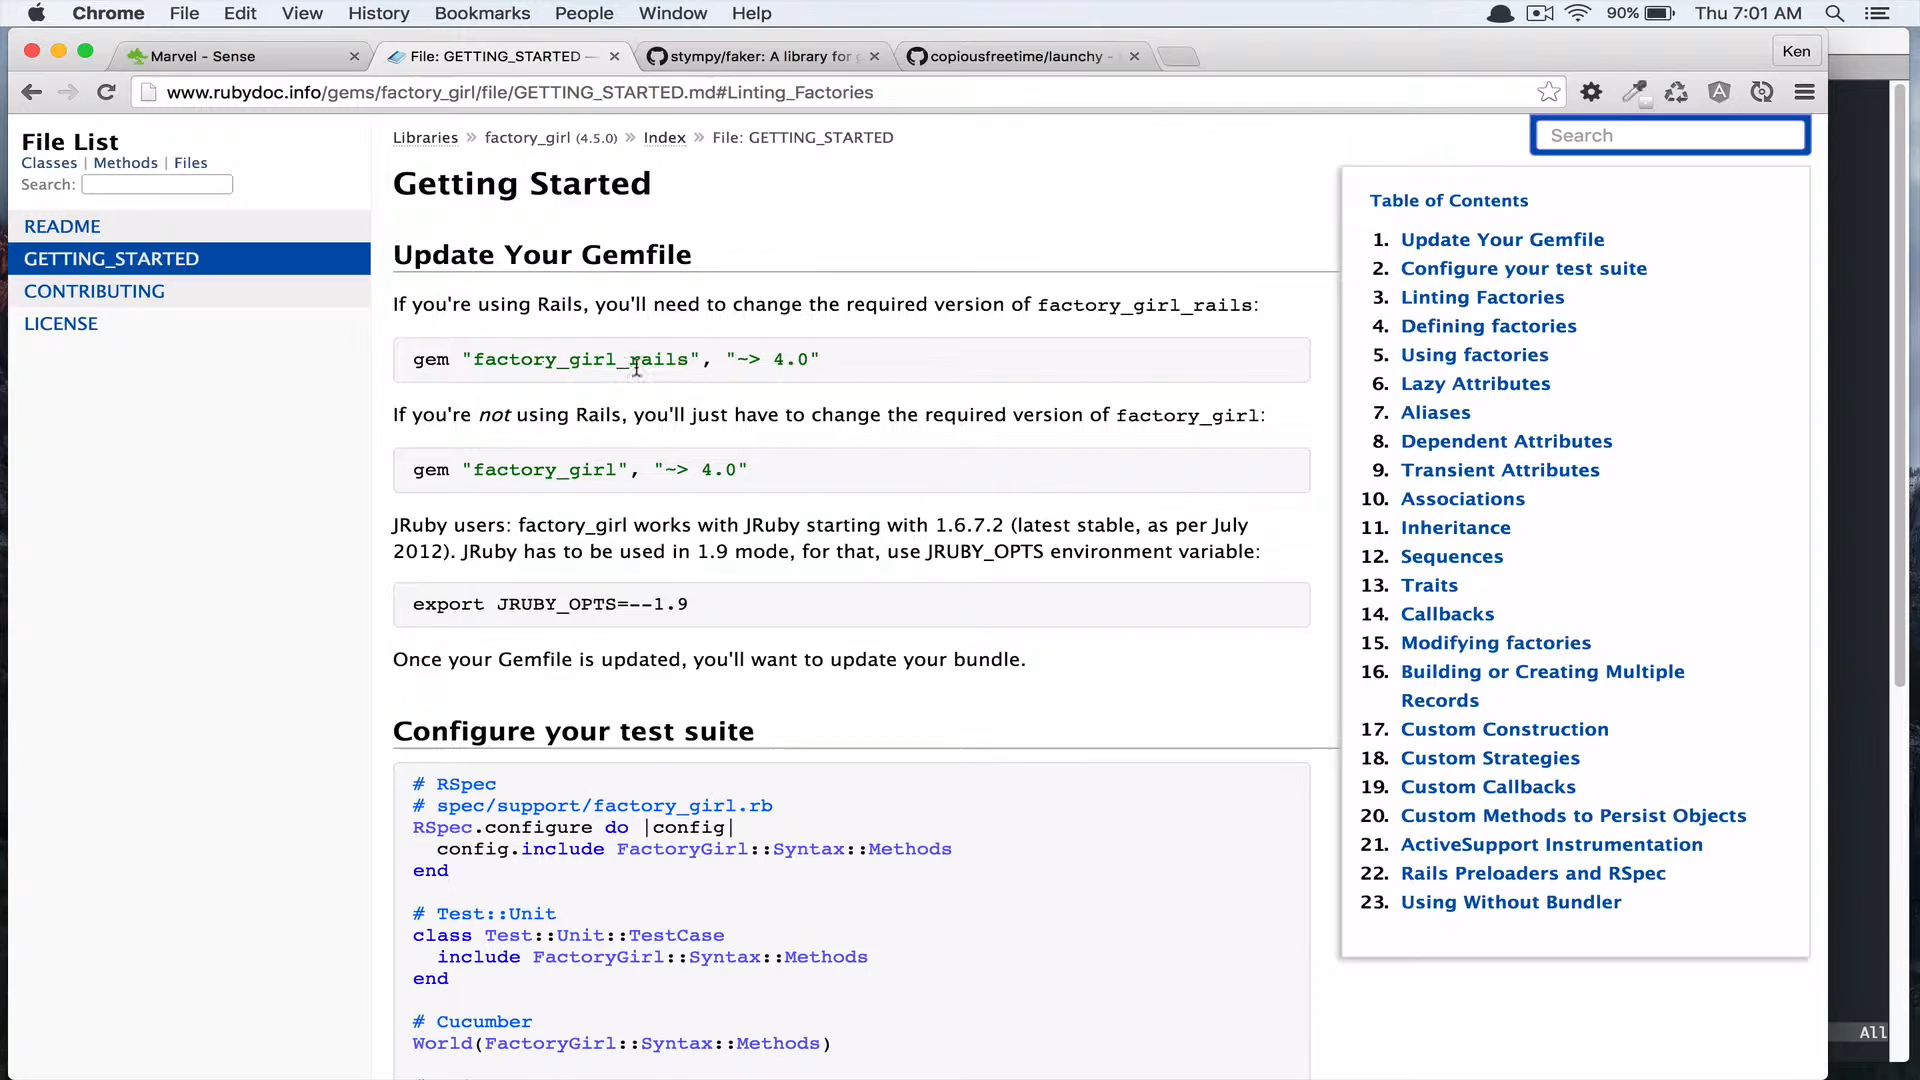 Chrome File Edit View History Bookmarks People Window Help 90% Thu 7:01 AM
Marvel - Sense
File: GETTING_STARTED —
stympy/faker: A library for
copiousfreetime/launchy -
Ken
www.rubydoc.info/gems/factory_girl/file/GETTING_STARTED.md#Linting_Factories
File List
Classes | Methods | Files
Search:
README
GETTING_STARTED
CONTRIBUTING
LICENSE
Libraries » factory_girl (4.5.0) » Index » File: GETTING_STARTED
Search
Getting Started
Update Your Gemfile
If you're using Rails, you'll need to change the required version of factory_girl_rails:
gem "factory_girl_rails", "~> 4.0"
If you're not using Rails, you'll just have to change the required version of factory_girl:
gem "factory_girl", "~> 4.0"
JRuby users: factory_girl works with JRuby starting with 1.6.7.2 (latest stable, as per July
2012). JRuby has to be used in 1.9 mode, for that, use JRUBY_OPTS environment variable:
export JRUBY_OPTS=--1.9
Once your Gemfile is updated, you'll want to update your bundle.
Configure your test suite
# RSpec
# spec/support/factory_girl.rb
RSpec.configure do |config|
config.include FactoryGirl::Syntax::Methods
end
# Test::Unit
class Test::Unit::TestCase
include FactoryGirl::Syntax::Methods
end
# Cucumber
World(FactoryGirl::Syntax::Methods)
Table of Contents
1. Update Your Gemfile
2. Configure your test suite
3. Linting Factories
4. Defining factories
5. Using factories
6. Lazy Attributes
7. Aliases
8. Dependent Attributes
9. Transient Attributes
10. Associations
11. Inheritance
12. Sequences
13. Traits
14. Callbacks
15. Modifying factories
16. Building or Creating Multiple
Records
17. Custom Construction
18. Custom Strategies
19. Custom Callbacks
20. Custom Methods to Persist Objects
21. ActiveSupport Instrumentation
22. Rails Preloaders and RSpec
23. Using Without Bundler
All